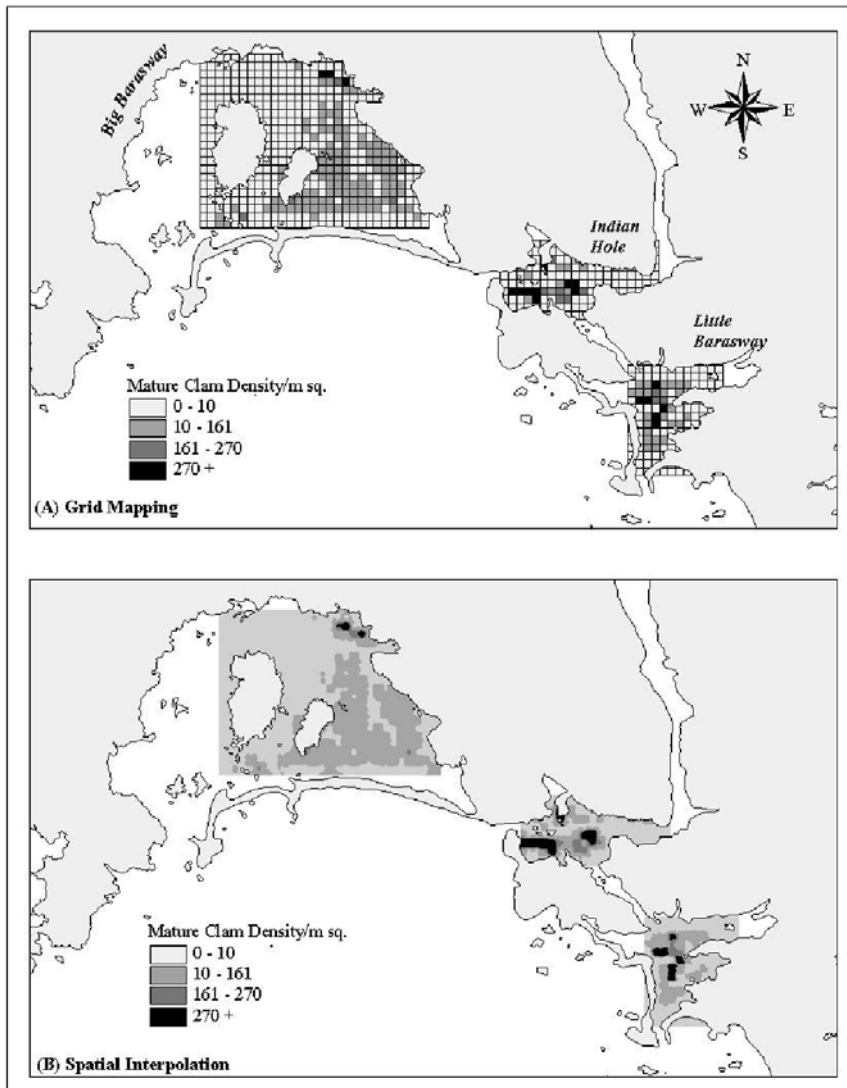 Big Barasway
N
W E
S
Indian
Hole
Little
Barasway
Mature Clam Density/m sq.
0 - 10
10 - 161
161 - 270
270 +
(A) Grid Mapping
Mature Clam Density/m sq.
0 - 10
10 - 161
161 - 270
270 +
(B) Spatial Interpolation